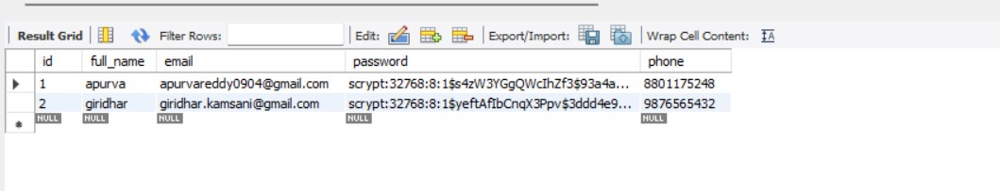 Result Grid Filter Rows: Edit: Export/Import: Wrap Cell Content: IA
id full_name email password phone
1 apurva apurvareddy0904@gmail.com scrypt:32768:8:1$s4zW3YGgQWcIhZf3$93a4a... 8801175248
2 giridhar giridhar.kamsani@gmail.com scrypt:32768:8:1$yeftAfIbCnqX3Ppv$3ddd4e9... 9876565432
NULL NULL NULL NULL NULL